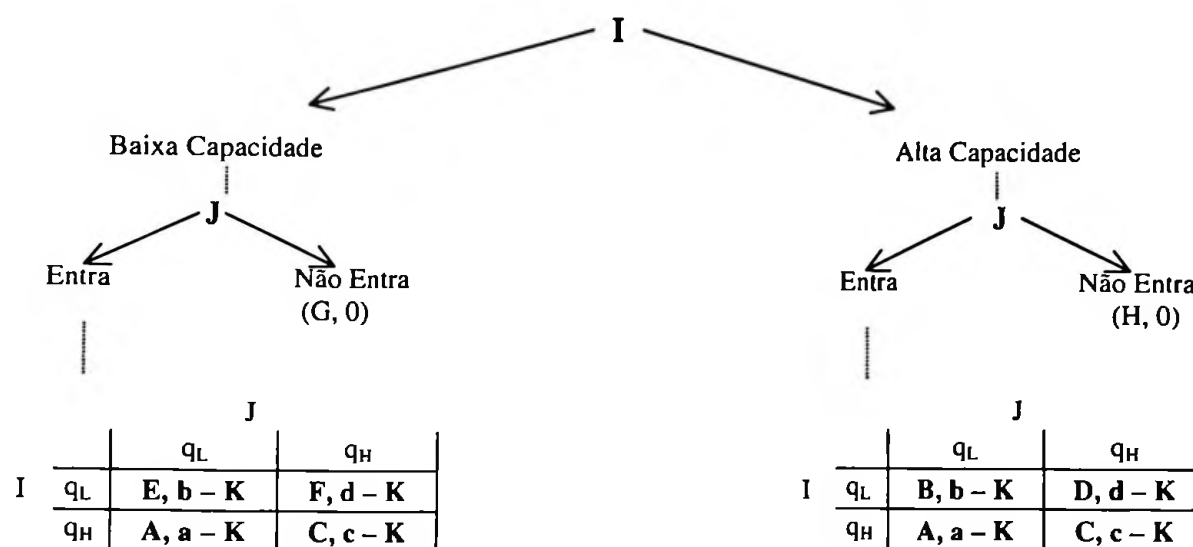 I
Baixa Capacidade Alta Capacidade
J J
Entra Não Entra Entra Não Entra
(G, 0) (H, 0)
J J
qL qH qL qH
I qL E, b – K F, d – K I qL B, b – K D, d – K
qH A, a – K C, c – K qH A, a – K C, c – K